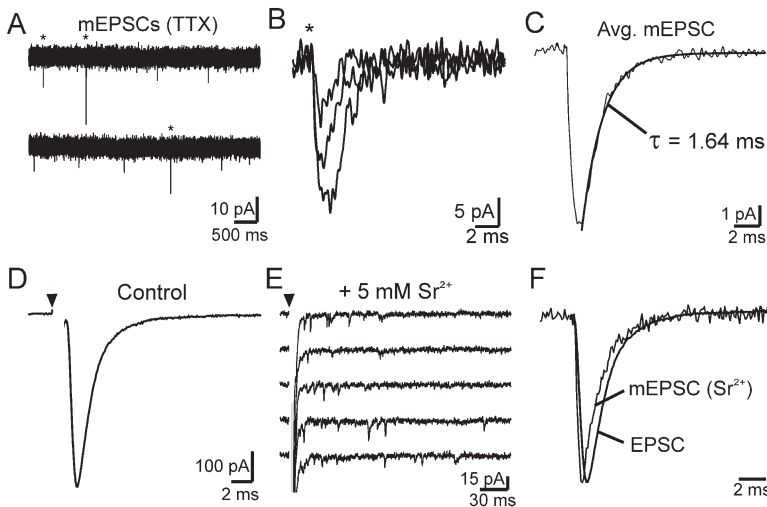 A
mEPSCs (TTX)
*
*
*
10 pA
500 ms
B
*
5 pA
2 ms
C
Avg. mEPSC
τ = 1.64 ms
1 pA
2 ms
D
Control
100 pA
2 ms
E
+ 5 mM Sr²⁺
15 pA
30 ms
F
mEPSC (Sr²⁺)
EPSC
2 ms